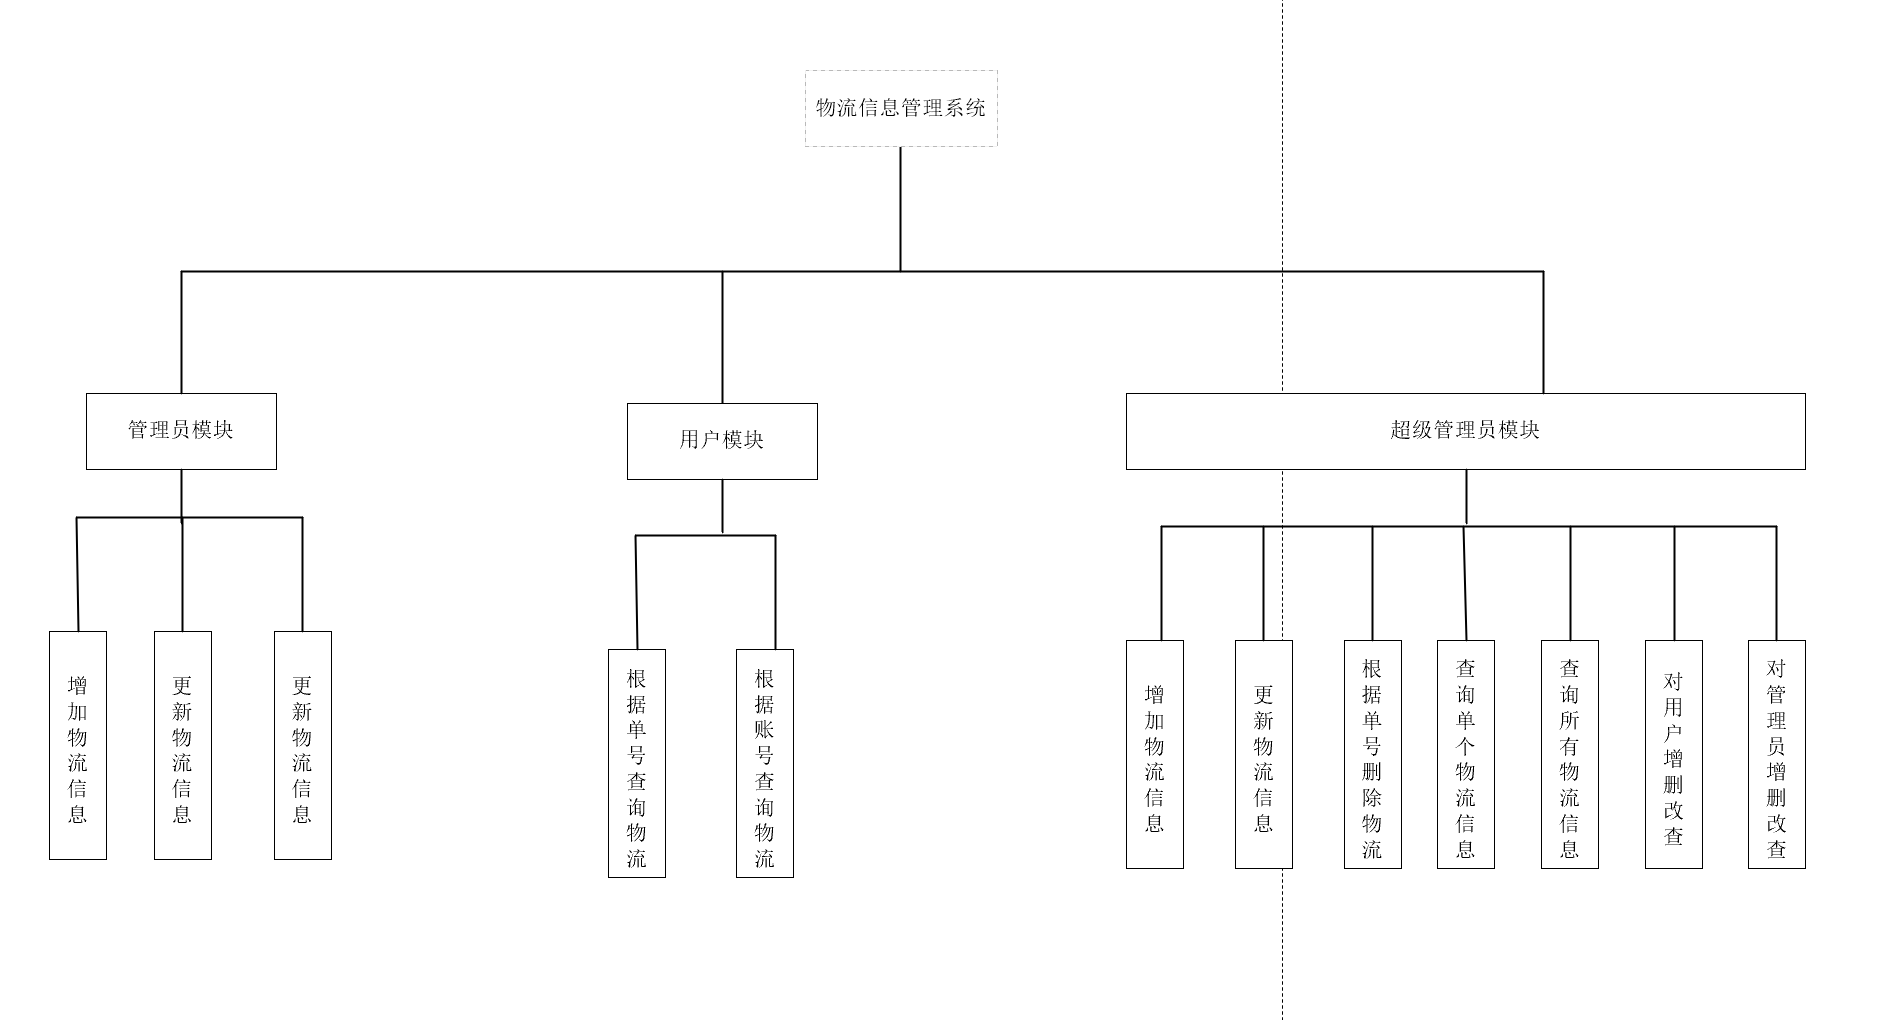 物流信息管理系统
管理员模块
用户模块
超级管理员模块
增加物流信息
更新物流信息
更新物流信息
根据单号查询物流
根据账号查询物流
增加物流信息
更新物流信息
根据单号删除物流
查询单个物流信息
查询所有物流信息
对用户增删改查
对管理员增删改查